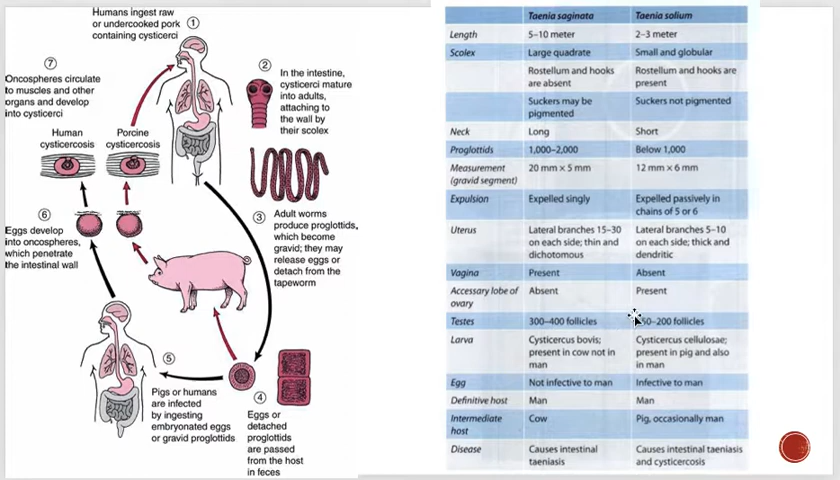 Humans ingest raw
or undercooked pork
containing cysticerci
①
②
In the intestine,
cysticerci mature
into adults,
attaching to
the wall by
their scolex
③
Adult worms
produce proglottids,
which become
gravid; they may
release eggs or
detach from the
tapeworm
④
Eggs or
detached
proglottids
are passed
from the host
in feces
⑤
Pigs or humans
are infected
by ingesting
embryonated eggs
or gravid proglottids
⑥
Eggs develop
into oncospheres,
which penetrate
the intestinal wall
⑦
Oncospheres circulate
to muscles and other
organs and develop
into cysticerci
Human
cysticercosis
Porcine
cysticercosis
Taenia saginata Taenia solium
Length 5–10 meter 2–3 meter
Scolex Large quadrate Small and globular
Rostellum and hooks Rostellum and hooks are
are absent present
Suckers may be Suckers not pigmented
pigmented
Neck Long Short
Proglottids 1,000–2,000 Below 1,000
Measurement 20 mm × 5 mm 12 mm × 6 mm
(gravid segment)
Expulsion Expelled singly Expelled passively in
chains of 5 or 6
Uterus Lateral branches 15–30 Lateral branches 5–10
on each side; thin and on each side; thick and
dichotomous dendritic
Vagina Present Absent
Accessary lobe of Absent Present
ovary
Testes 300–400 follicles follicles
Larva Cysticercus bovis; Cysticercus cellulosae;
present in cow not in present in pig and also
man in man
Egg Not infective to man Infective to man
Definitive host Man Man
Intermediate Cow Pig, occasionally man
host
Disease Causes intestinal Causes intestinal taeniasis
taeniasis and cysticercosis